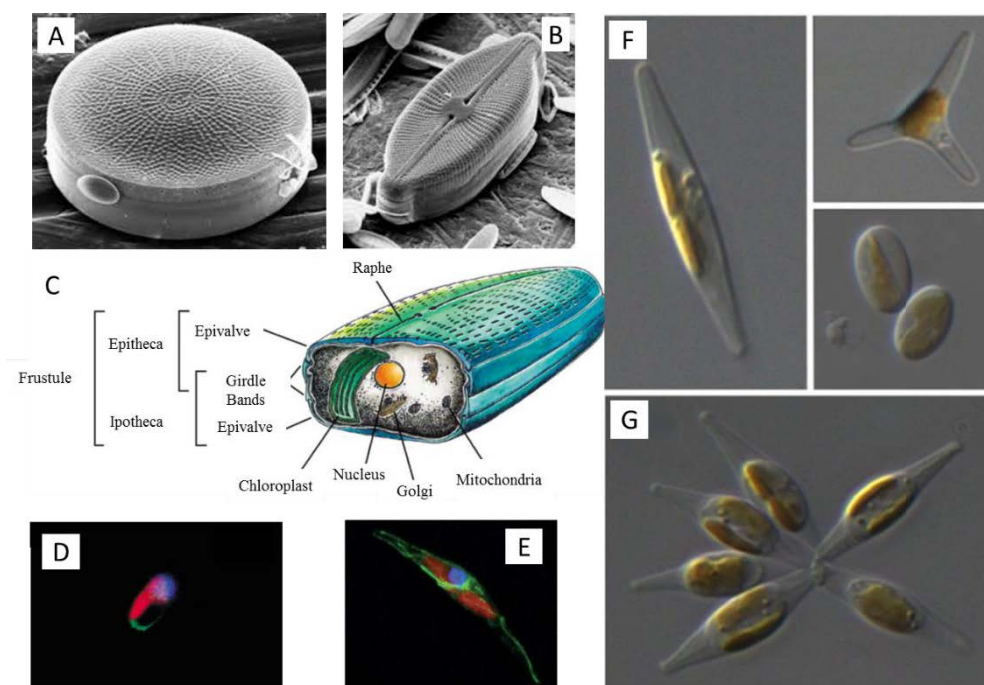 A
B
F
C
Raphe
Epitheca
Epivalve
Frustule
Girdle
Bands
Ipotheca
Epivalve
Chloroplast
Nucleus
Golgi
Mitochondria
G
D
E